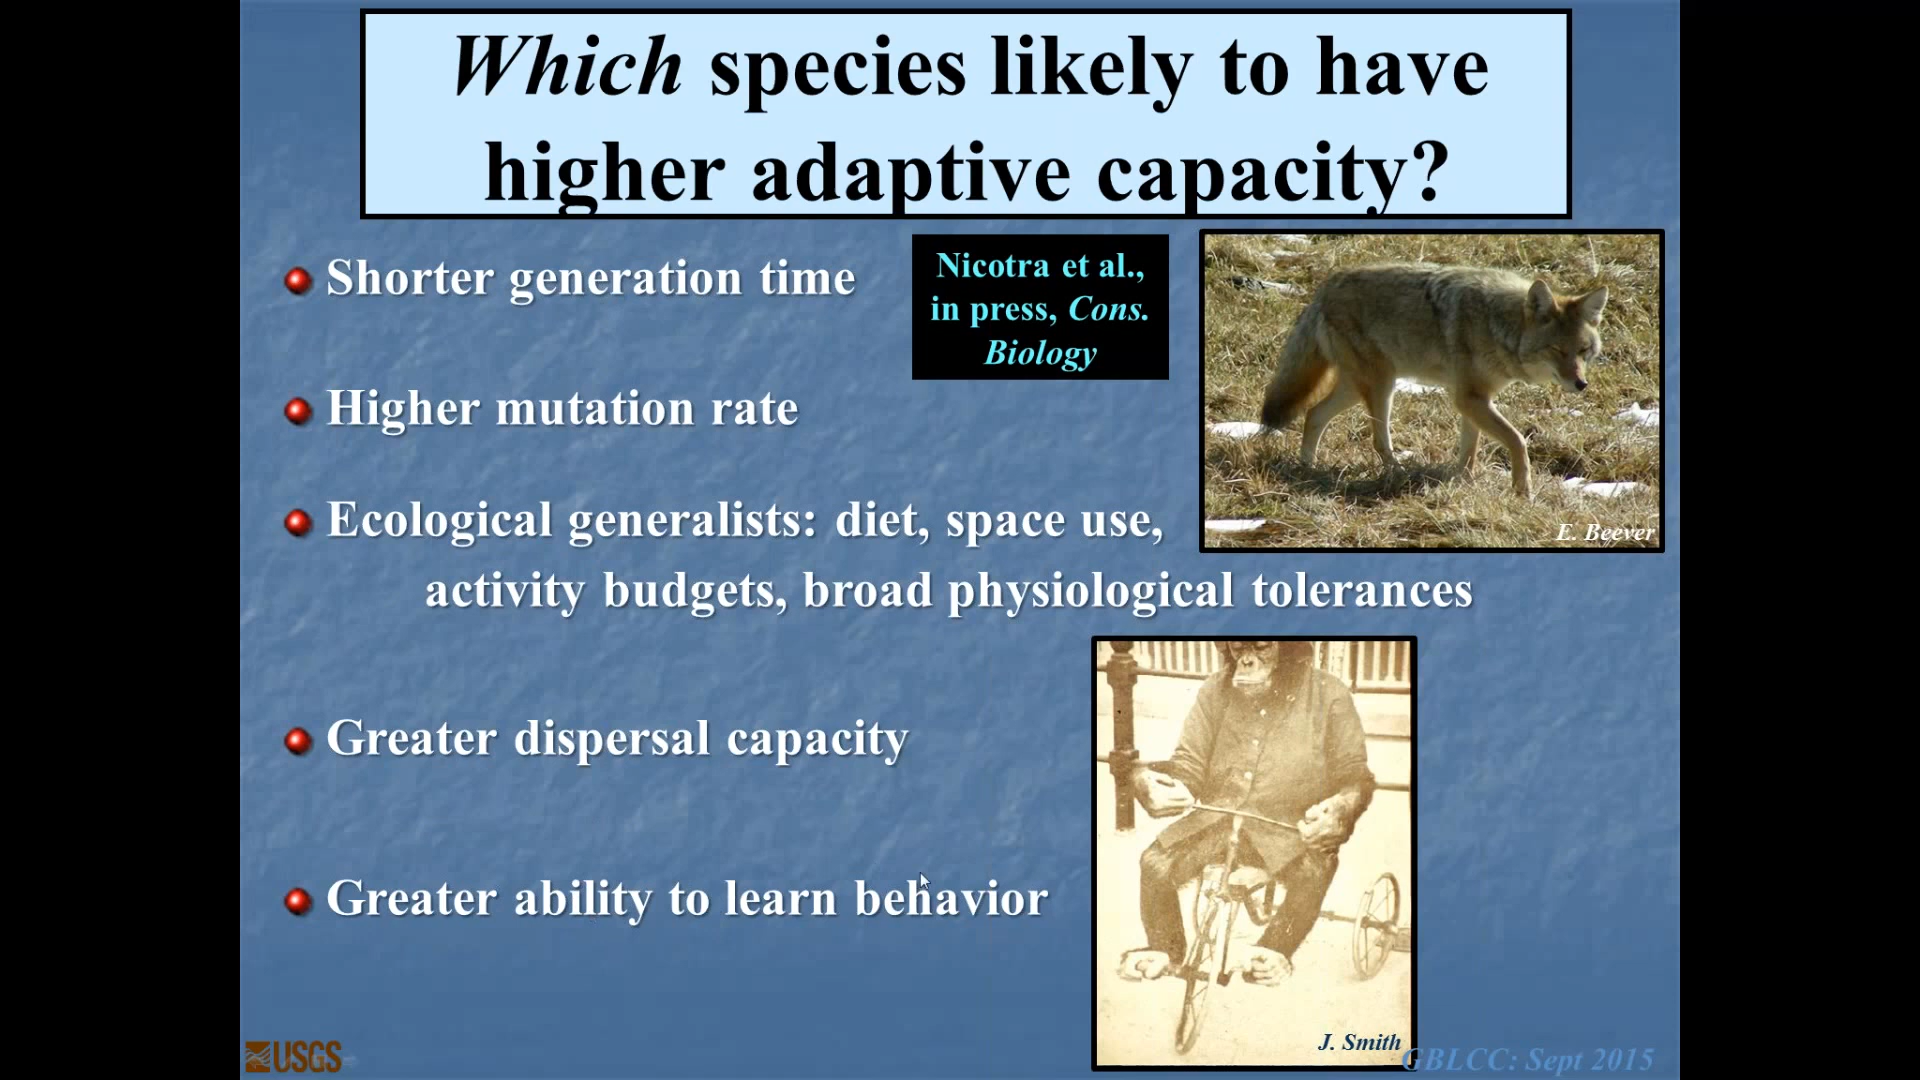 Which species likely to have
higher adaptive capacity?
Shorter generation time
Nicotra et al.,
in press, Cons.
Biology
Higher mutation rate
Ecological generalists: diet, space use,
activity budgets, broad physiological tolerances
E. Beever
Greater dispersal capacity
Greater ability to learn behavior
J. Smith
USGS
GBLCC: Sept 2015